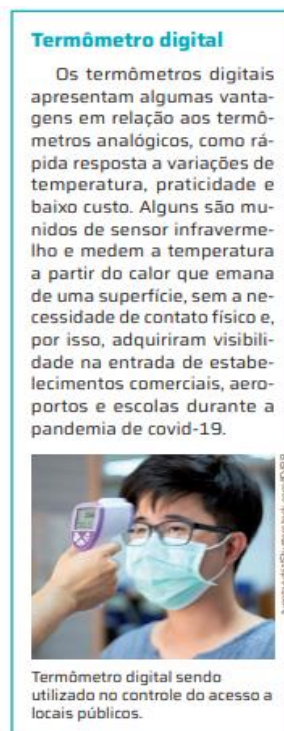 Termômetro digital
Os termômetros digitais
apresentam algumas vanta-
gens em relação aos termô-
metros analógicos, como rá-
pida resposta a variações de
temperatura, praticidade e
baixo custo. Alguns são mu-
nidos de sensor infraverme-
lho e medem a temperatura
a partir do calor que emana
de uma superfície, sem a ne-
cessidade de contato físico e,
por isso, adquiriram visibili-
dade na entrada de estabe-
lecimentos comerciais, aero-
portos e escolas durante a
pandemia de covid-19.
Termômetro digital sendo
utilizado no controle do acesso a
locais públicos.